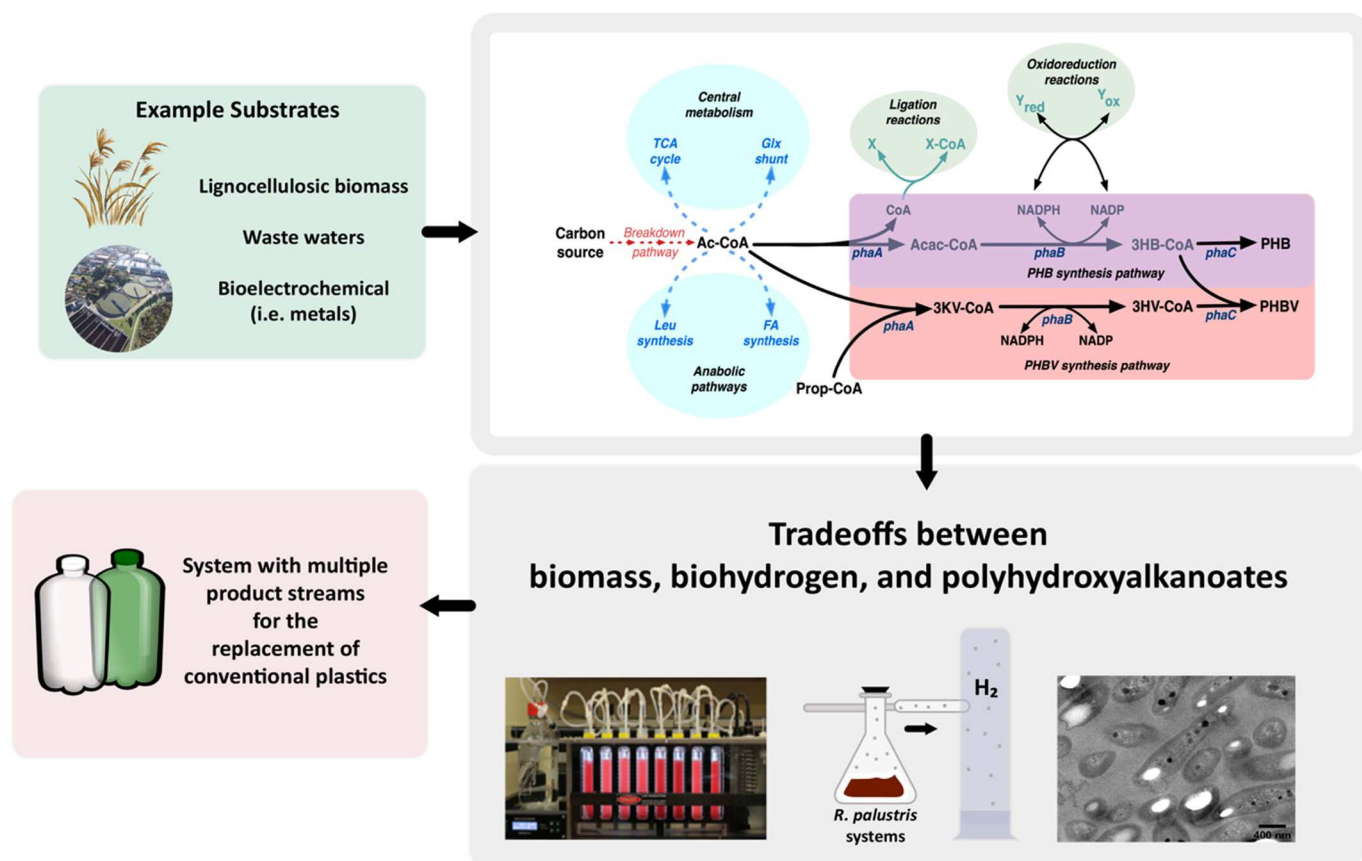 Example Substrates
Lignocellulosic biomass
Waste waters
Bioelectrochemical
(i.e. metals)
Central
metabolism
TCA
cycle
Glx
shunt
Carbon
source
Breakdown
pathway
Ac-CoA
Leu
synthesis
FA
synthesis
Anabolic
pathways
Ligation
reactions
X
X-CoA
Oxidoreduction
reactions
Yred
Yox
CoA
NADPH
NADP
phaA
Acac-CoA
phaB
3HB-CoA
phaC
PHB
PHB synthesis pathway
phaA
3KV-CoA
phaB
3HV-CoA
phaC
PHBV
NADPH
NADP
PHBV synthesis pathway
Prop-CoA
Tradeoffs between
biomass, biohydrogen, and polyhydroxyalkanoates
H₂
R. palustris
systems
400 nm
System with multiple
product streams
for the
replacement of
conventional plastics